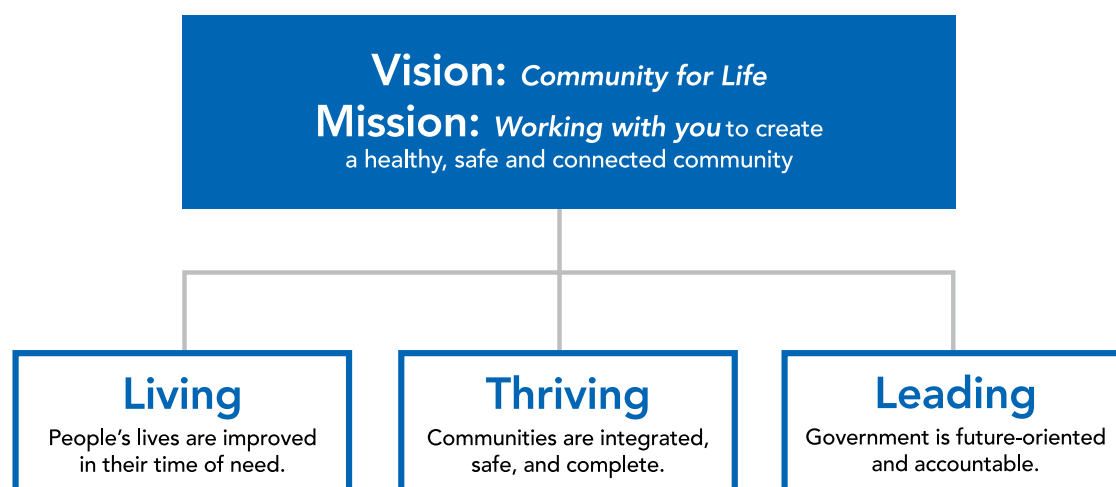 Vision: Community for Life
Mission: Working with you to create
a healthy, safe and connected community
Living
People’s lives are improved
in their time of need.
Thriving
Communities are integrated,
safe, and complete.
Leading
Government is future-oriented
and accountable.